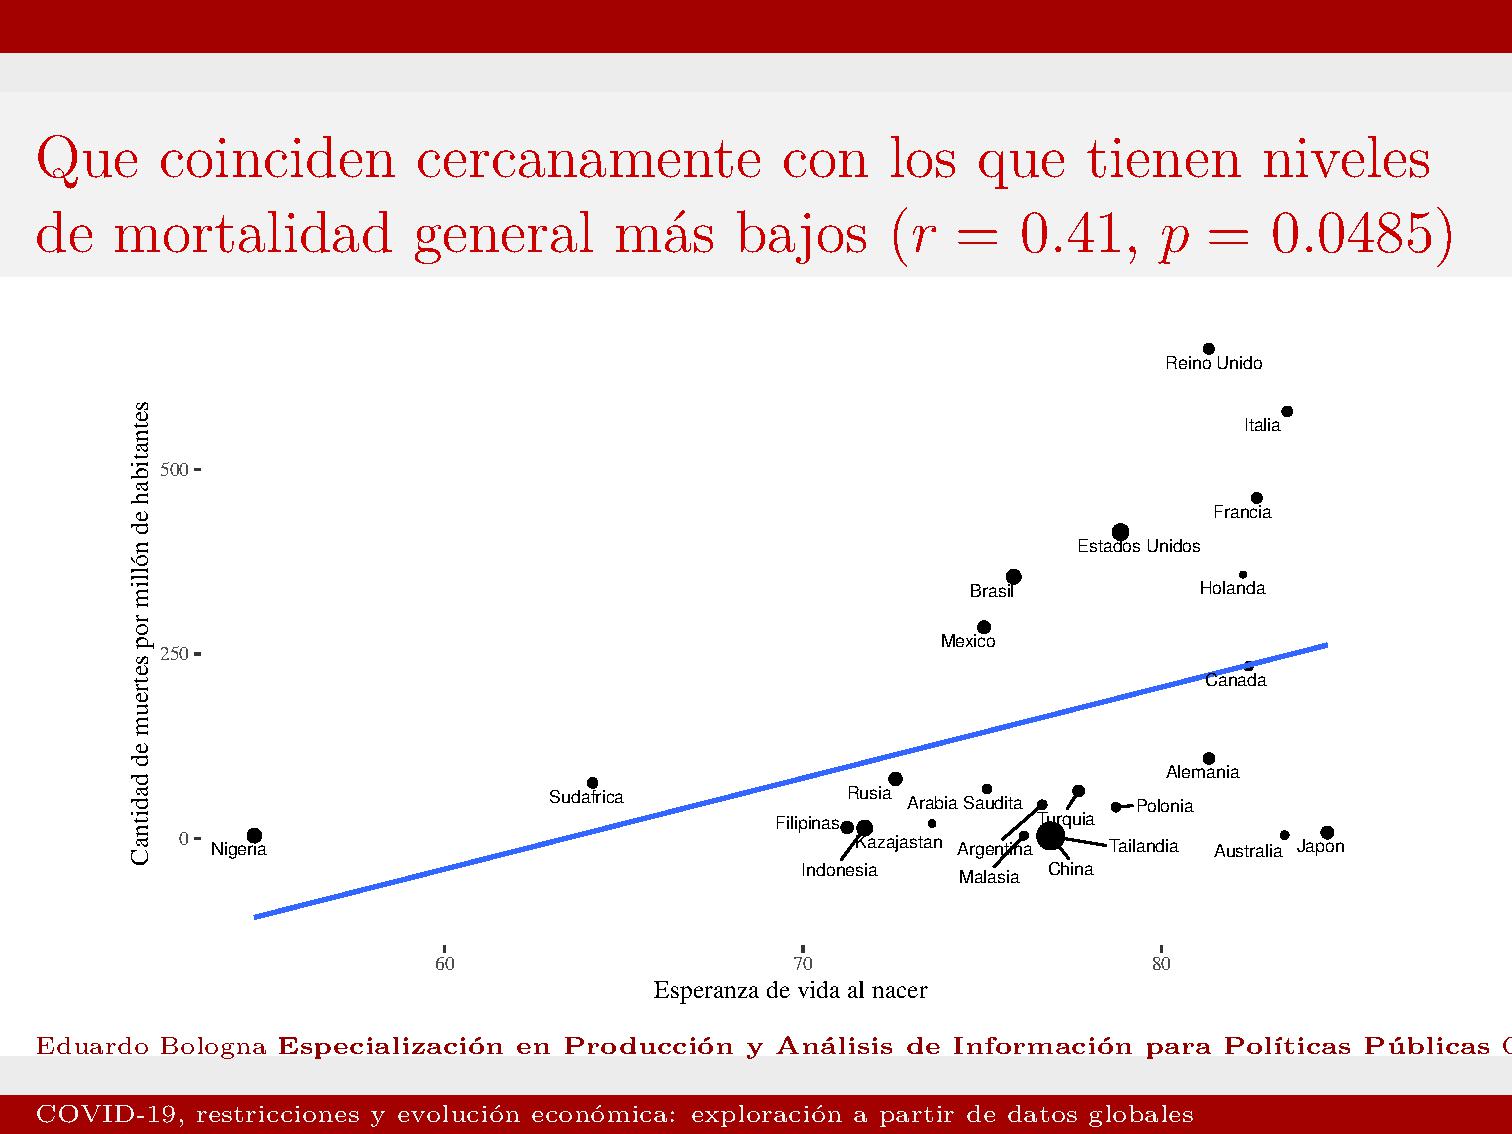 Que coinciden cercanamente con los que tienen niveles
de mortalidad general más bajos (r = 0.41, p = 0.0485)
Cantidad de muertes por millón de habitantes
500
250
0
Reino Unido
Italia
Francia
Estados Unidos
Holanda
Brasil
Mexico
Canada
Alemania
Sudafrica
Rusia
Arabia Saudita
Polonia
Filipinas
Turquia
Nigeria
Kazajastan
Argentina
Tailandia
Australia
Japon
Indonesia
Malasia
China
60
70
80
Esperanza de vida al nacer
Eduardo Bologna Especialización en Producción y Análisis de Información para Políticas Públicas
COVID-19, restricciones y evolución económica: exploración a partir de datos globales